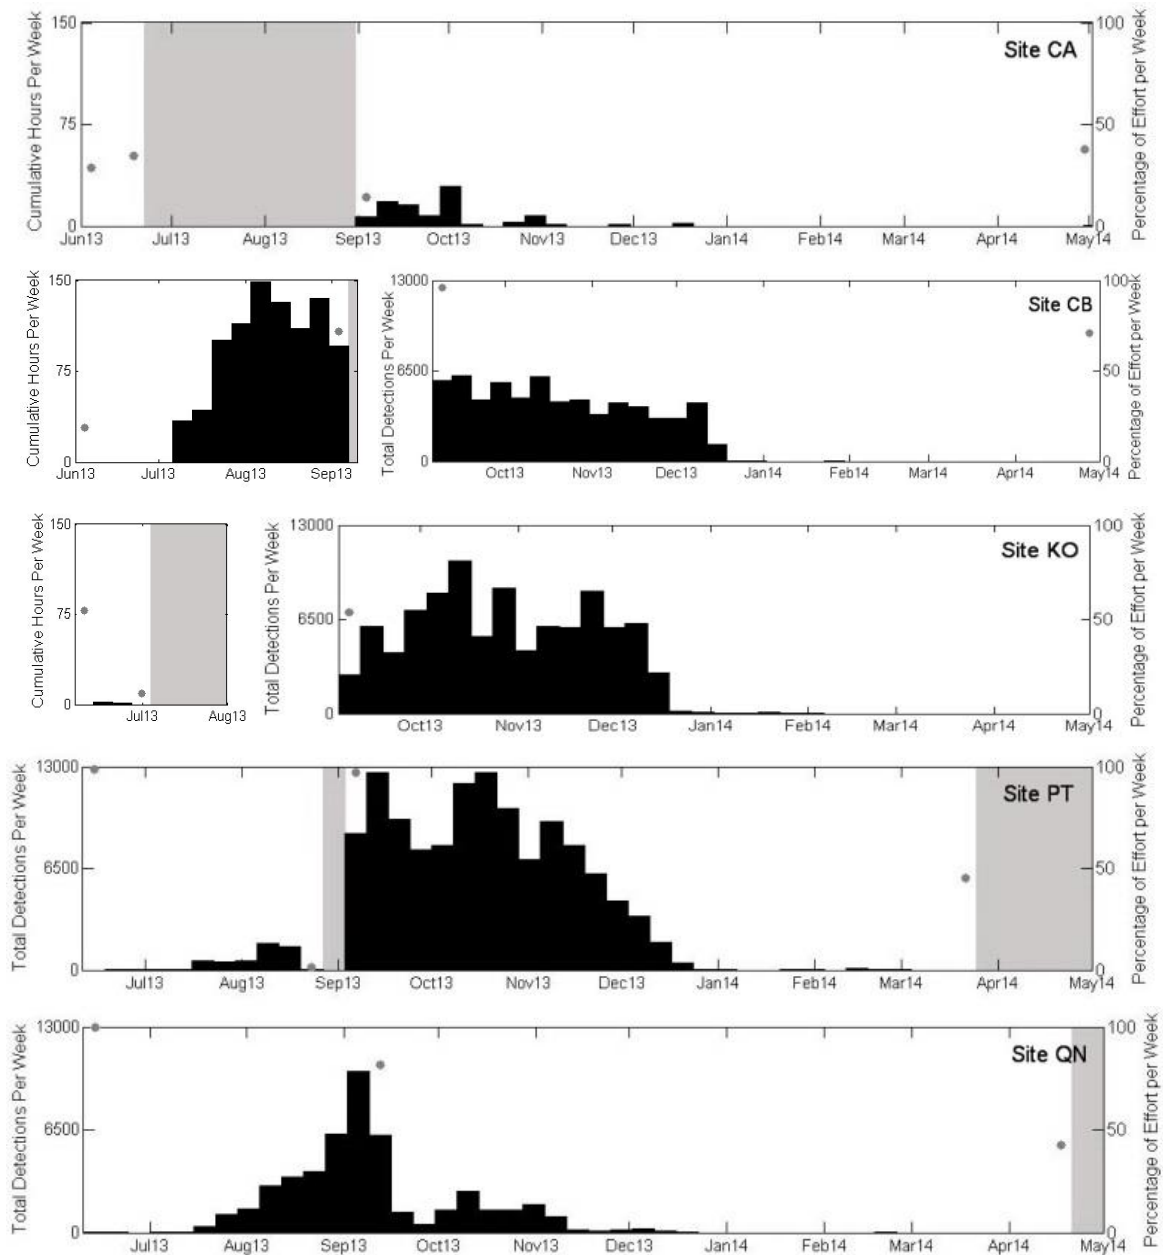 Cumulative Hours Per Week
150
75
0
Site CA
100
50
0
Percentage of Effort per Week
Jun13 Jul13 Aug13 Sep13 Oct13 Nov13 Dec13 Jan14 Feb14 Mar14 Apr14 May14
Cumulative Hours Per Week
150
75
0
Jun13 Jul13 Aug13 Sep13
Total Detections Per Week
13000
6500
0
Site CB
100
50
0
Percentage of Effort per Week
Oct13 Nov13 Dec13 Jan14 Feb14 Mar14 Apr14 May14
Cumulative Hours Per Week
150
75
0
Jul13 Aug13
Total Detections Per Week
13000
6500
0
Site KO
100
50
0
Percentage of Effort per Week
Oct13 Nov13 Dec13 Jan14 Feb14 Mar14 Apr14 May14
Total Detections Per Week
13000
6500
0
Site PT
100
50
0
Percentage of Effort per Week
Jul13 Aug13 Sep13 Oct13 Nov13 Dec13 Jan14 Feb14 Mar14 Apr14 May14
Total Detections Per Week
13000
6500
0
Site QN
100
50
0
Percentage of Effort per Week
Jul13 Aug13 Sep13 Oct13 Nov13 Dec13 Jan14 Feb14 Mar14 Apr14 May14